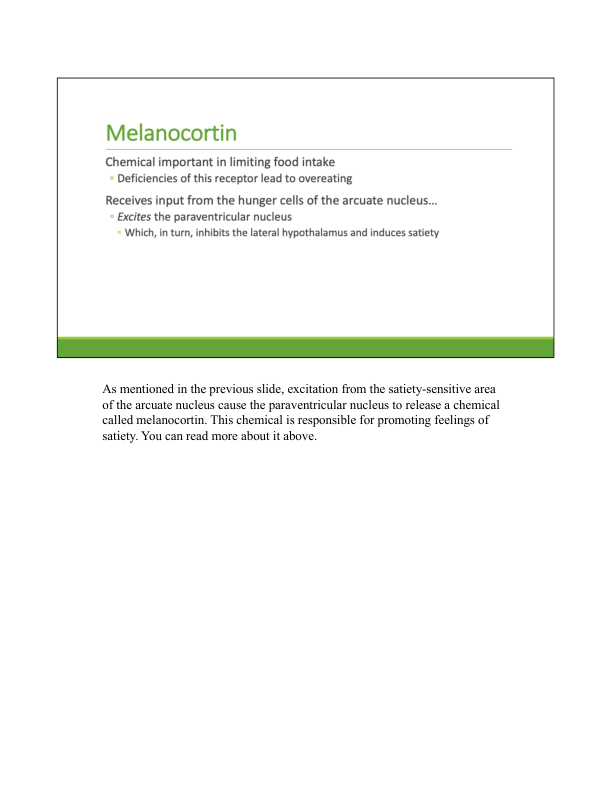 Melanocortin
Chemical important in limiting food intake
◦ Deficiencies of this receptor lead to overeating
Receives input from the hunger cells of the arcuate nucleus…
◦ Excites the paraventricular nucleus
◦ Which, in turn, inhibits the lateral hypothalamus and induces satiety
As mentioned in the previous slide, excitation from the satiety-sensitive area
of the arcuate nucleus cause the paraventricular nucleus to release a chemical
called melanocortin. This chemical is responsible for promoting feelings of
satiety. You can read more about it above.